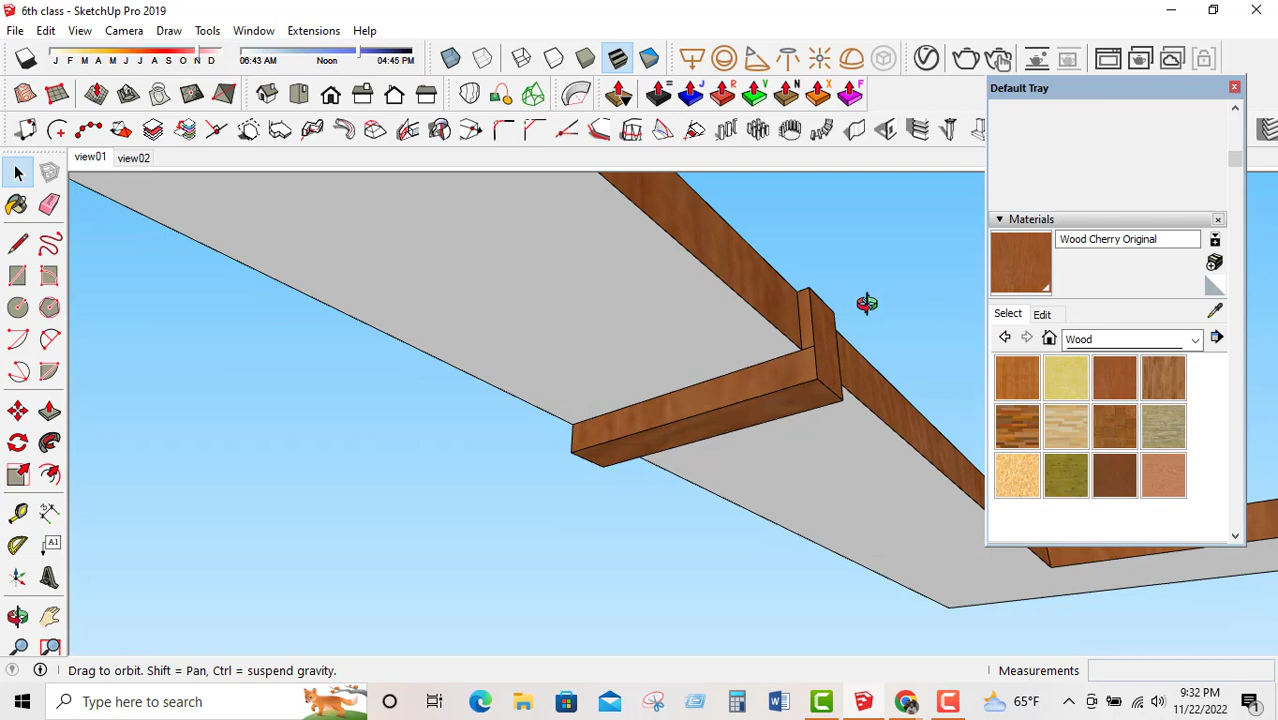 6th class - SketchUp Pro 2019
File Edit View Camera Draw Tools Window Extensions Help
J F M A M J J A S O N D
06:43 AM Noon 04:45 PM
= J R V N X F
view01 view02
Default Tray
Materials
Wood Cherry Original
Select Edit
Wood
A1
Drag to orbit. Shift = Pan, Ctrl = suspend gravity.
Measurements
Type here to search
65°F
9:32 PM
11/22/2022
1